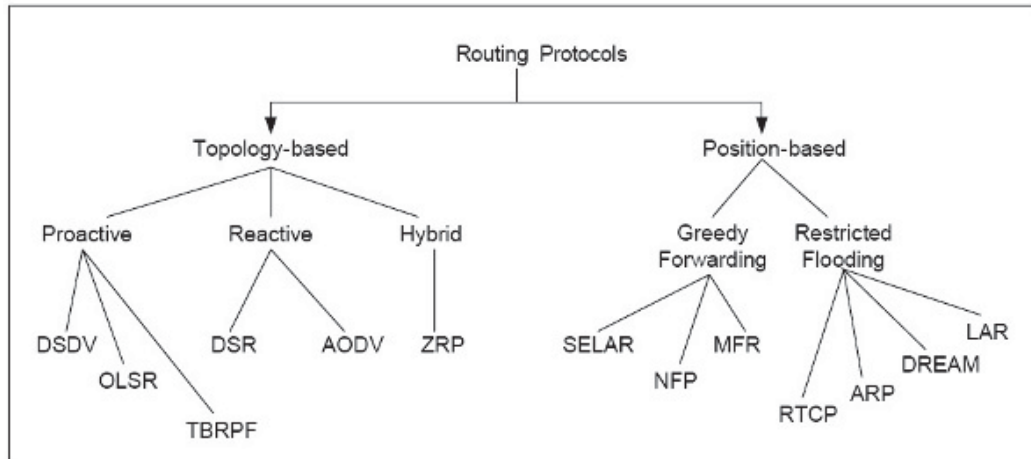 Routing Protocols
Topology-based
Position-based
Proactive
Reactive
Hybrid
Greedy
Forwarding
Restricted
Flooding
DSDV
OLSR
TBRPF
DSR
AODV
ZRP
SELAR
NFP
MFR
RTCP
ARP
DREAM
LAR